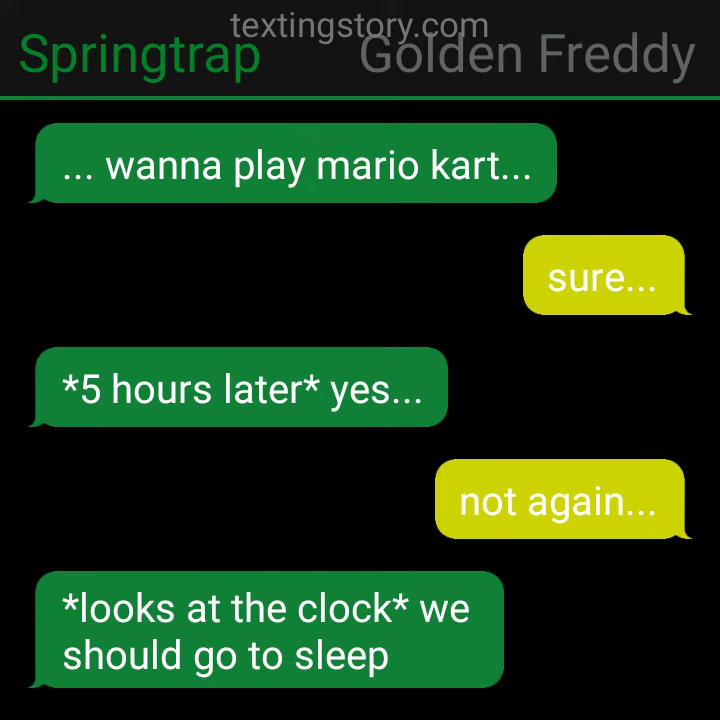 textingstory.com
Springtrap Golden Freddy
... wanna play mario kart...
sure...
*5 hours later* yes...
not again...
*looks at the clock* we
should go to sleep